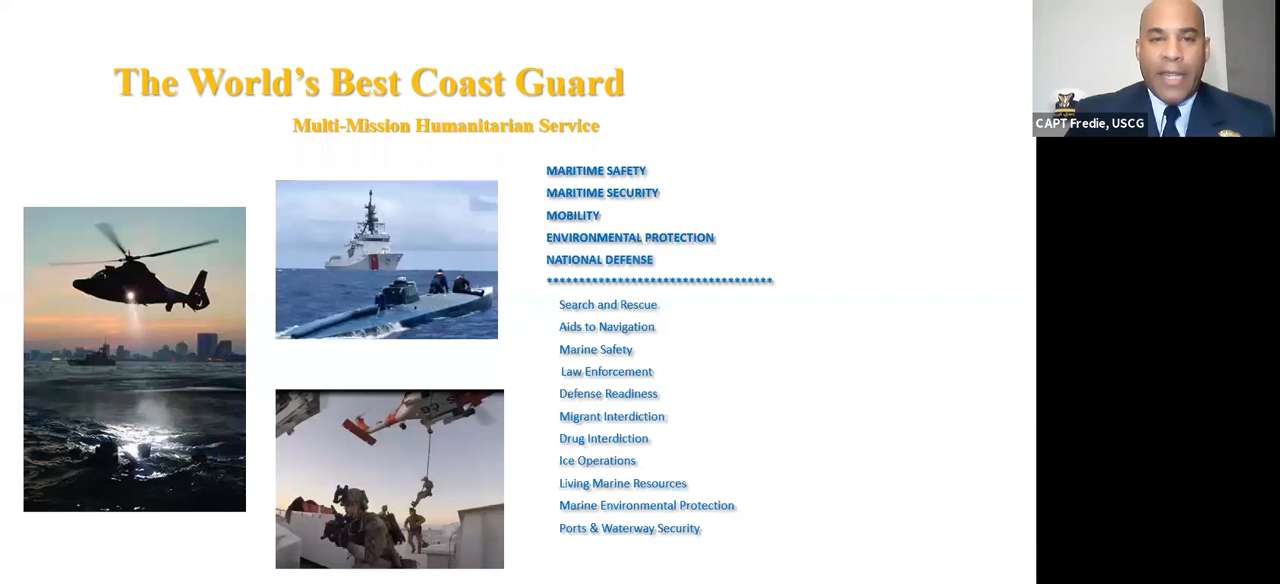 The World's Best Coast Guard
Multi-Mission Humanitarian Service
MARITIME SAFETY
MARITIME SECURITY
MOBILITY
ENVIRONMENTAL PROTECTION
NATIONAL DEFENSE
***********************************
Search and Rescue
Aids to Navigation
Marine Safety
Law Enforcement
Defense Readiness
Migrant Interdiction
Drug Interdiction
Ice Operations
Living Marine Resources
Marine Environmental Protection
Ports & Waterway Security
CAPT Fredie, USCG